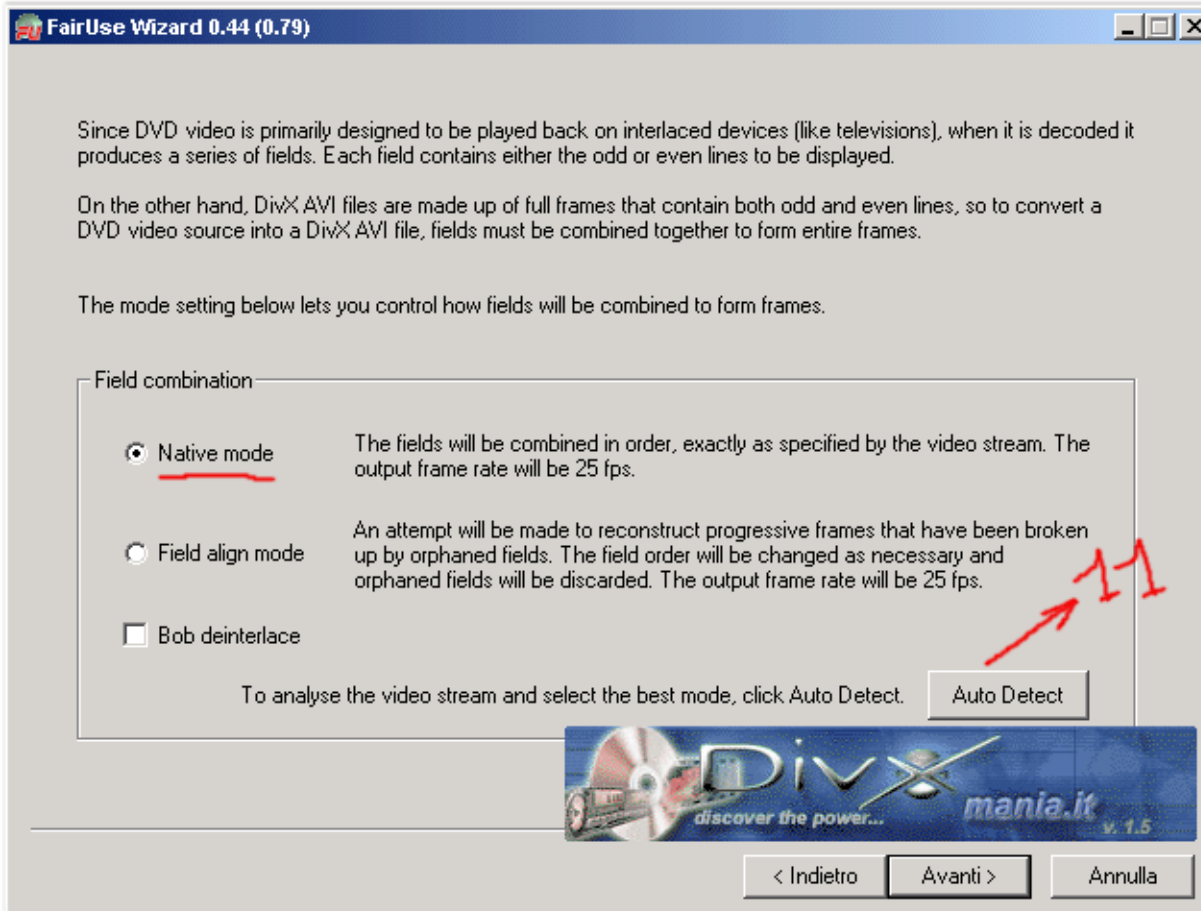 FairUse Wizard 0.44 (0.79)
Since DVD video is primarily designed to be played back on interlaced devices (like televisions), when it is decoded it
produces a series of fields. Each field contains either the odd or even lines to be displayed.
On the other hand, DivX AVI files are made up of full frames that contain both odd and even lines, so to convert a
DVD video source into a DivX AVI file, fields must be combined together to form entire frames.
The mode setting below lets you control how fields will be combined to form frames.
Field combination
Native mode
The fields will be combined in order, exactly as specified by the video stream. The
output frame rate will be 25 fps.
Field align mode
An attempt will be made to reconstruct progressive frames that have been broken
up by orphaned fields. The field order will be changed as necessary and
orphaned fields will be discarded. The output frame rate will be 25 fps.
11
Bob deinterlace
To analyse the video stream and select the best mode, click Auto Detect.
Auto Detect
DivX
mania.it
discover the power...
v. 1.5
< Indietro
Avanti >
Annulla